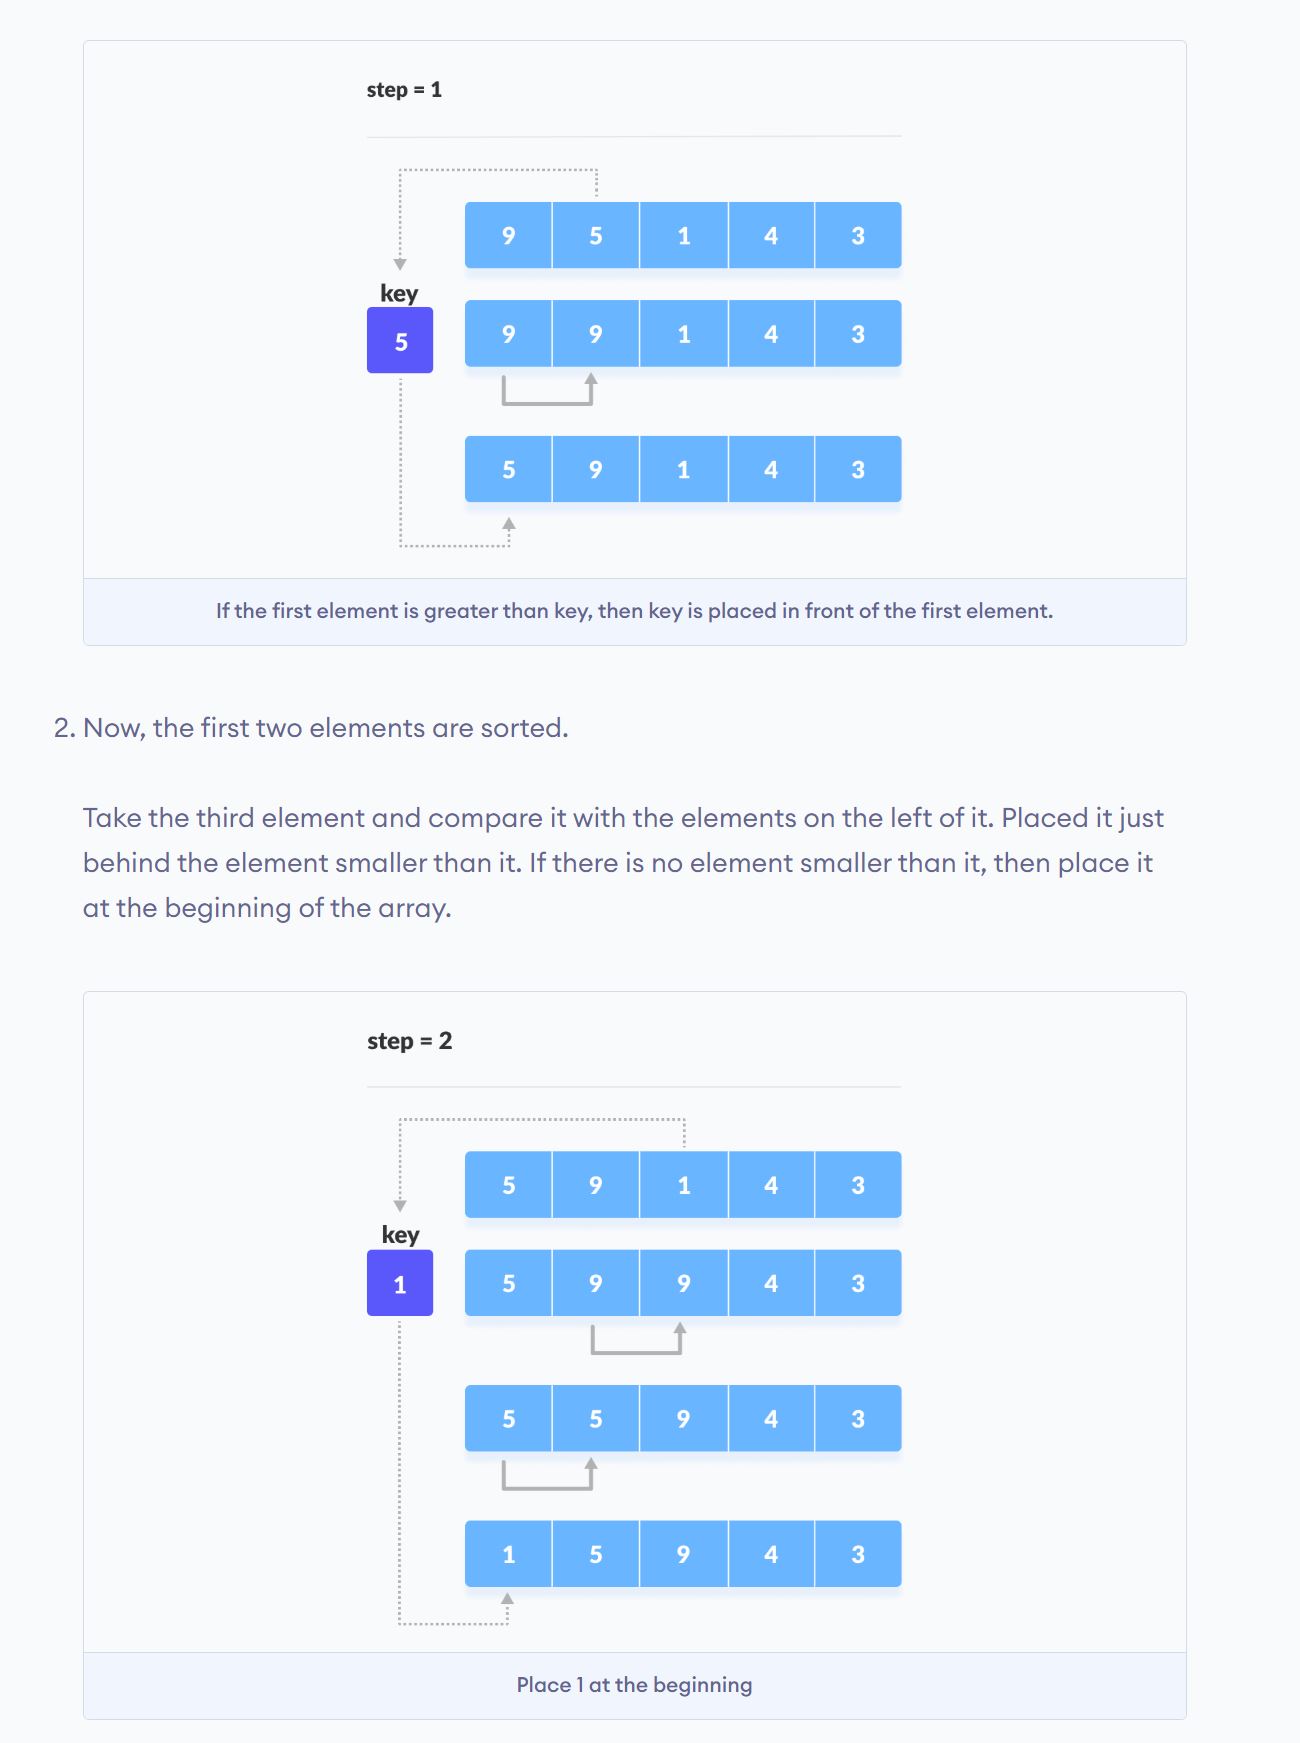 step = 1
9 5 1 4 3
key
5
9 9 1 4 3
5 9 1 4 3
If the first element is greater than key, then key is placed in front of the first element.
2. Now, the first two elements are sorted.
Take the third element and compare it with the elements on the left of it. Placed it just
behind the element smaller than it. If there is no element smaller than it, then place it
at the beginning of the array.
step = 2
5 9 1 4 3
key
1
5 9 9 4 3
5 5 9 4 3
1 5 9 4 3
Place 1 at the beginning